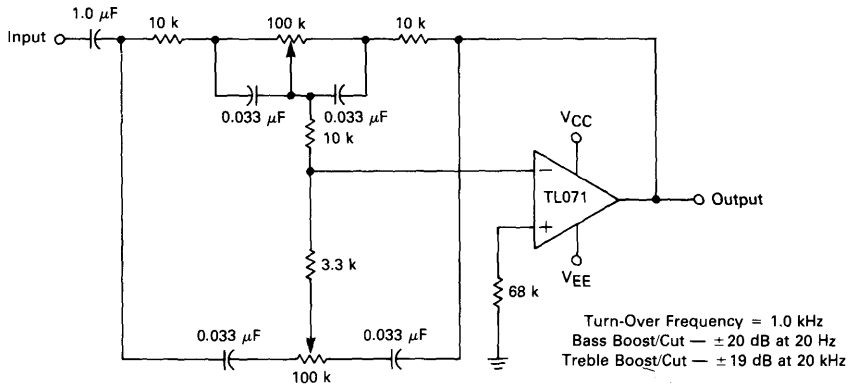 1.0 µF
10 k
100 k
10 k
Input
0.033 µF
0.033 µF
10 k
VCC
−
TL071
Output
+
3.3 k
VEE
68 k
0.033 µF
0.033 µF
100 k
Turn-Over Frequency = 1.0 kHz
Bass Boost/Cut — ±20 dB at 20 Hz
Treble Boost/Cut — ±19 dB at 20 kHz